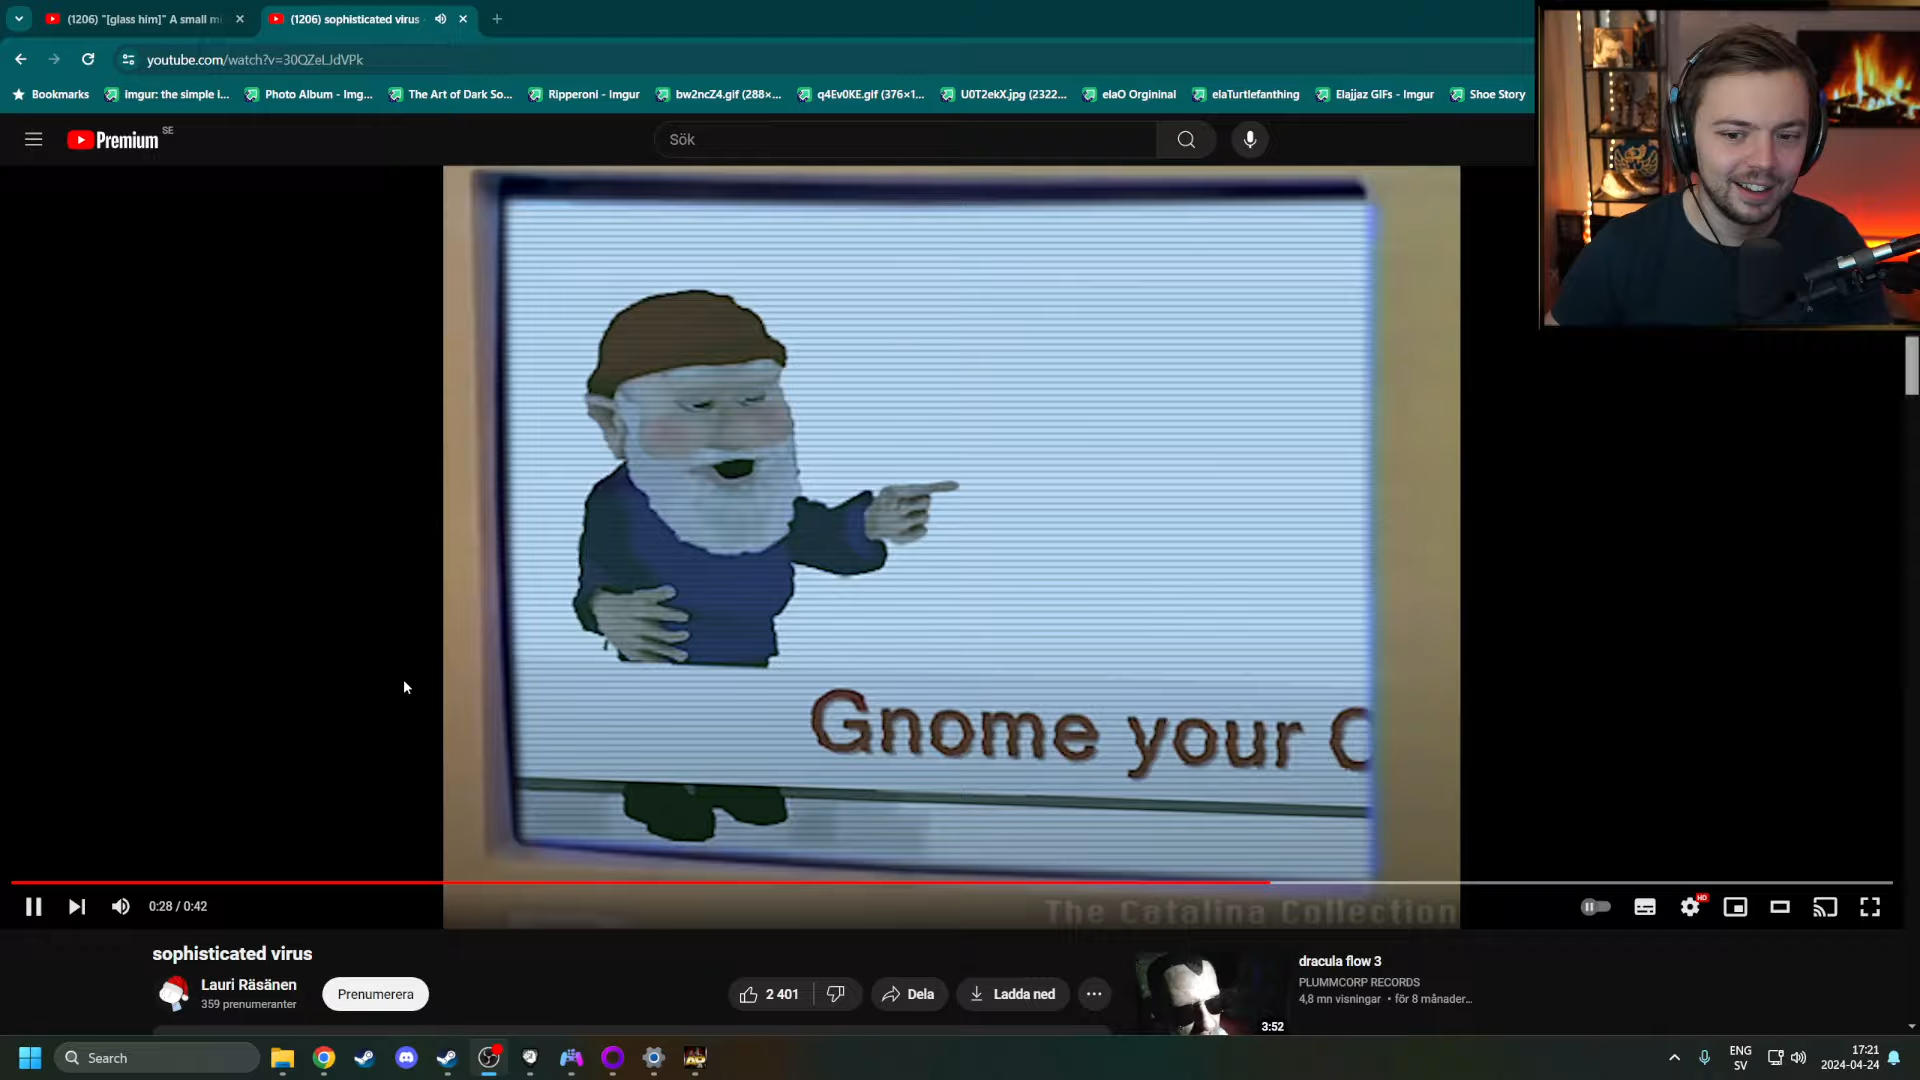 (1206) "[glass him]" A small mi
(1206) sophisticated virus
youtube.com/watch?v=30QZeLJdVPk
Bookmarks
imgur: the simple i...
Photo Album - Img...
The Art of Dark So...
Ripperoni - Imgur
bw2ncZ4.gif (288×...
q4Ev0KE.gif (376×1...
U0T2ekX.jpg (2322...
elaO Orgininal
elaTurtlefanthing
Elajjaz GIFs - Imgur
Shoe Story
Premium SE
Sök
Gnome your C
The Catalina Collection
0:28 / 0:42
HD
sophisticated virus
Lauri Räsänen
359 prenumeranter
Prenumerera
2 401
Dela
Ladda ned
dracula flow 3
PLUMMCORP RECORDS
4,8 mn visningar • för 8 månader...
3:52
Search
ENG
SV
17:21
2024-04-24